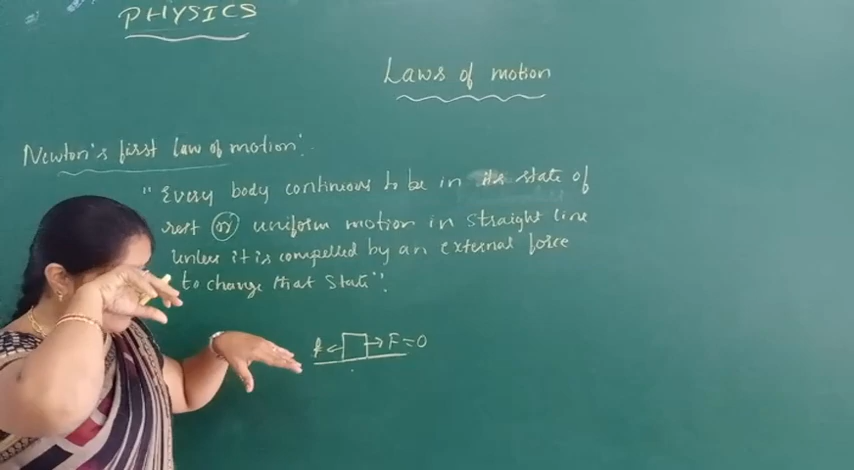 PHYSICS
Laws of motion
Newton's first law of motion:
"Every body continuous to be in its state of
rest or uniform motion in straight line
unless it is compelled by an external force
to change that state".
f F=0